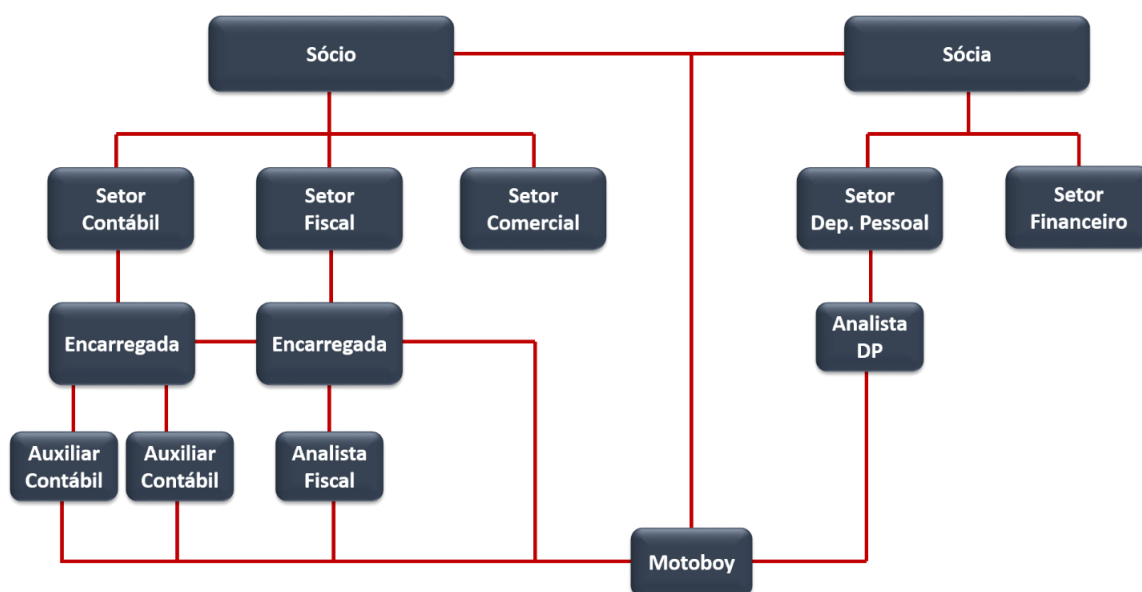 Sócio
Sócia
Setor
Contábil
Setor
Fiscal
Setor
Comercial
Setor
Dep. Pessoal
Setor
Financeiro
Encarregada
Encarregada
Analista
DP
Auxiliar
Contábil
Auxiliar
Contábil
Analista
Fiscal
Motoboy